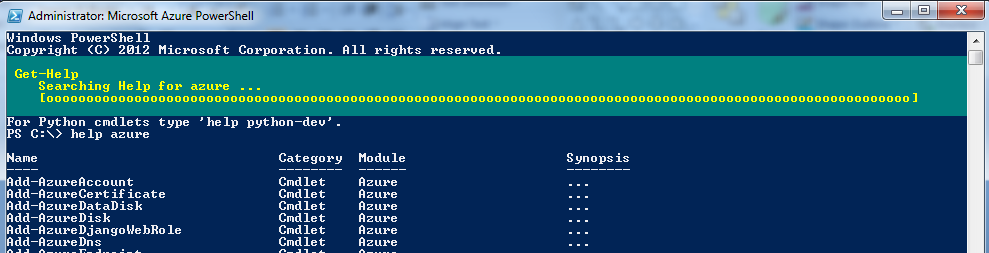 Administrator: Microsoft Azure PowerShell
Windows PowerShell
Copyright (C) 2012 Microsoft Corporation. All rights reserved.
Get-Help
Searching Help for azure ...
[oooooooooooooooooooooooooooooooooooooooooooooooooooooooooooooooooooooooooooooooooooooooooooooooooooooooooooo]
For Python cmdlets type 'help python-dev'.
PS C:\> help azure
Name Category Module Synopsis
---- -------- ------ --------
Add-AzureAccount Cmdlet Azure ...
Add-AzureCertificate Cmdlet Azure ...
Add-AzureDataDisk Cmdlet Azure ...
Add-AzureDisk Cmdlet Azure ...
Add-AzureDjangoWebRole Cmdlet Azure ...
Add-AzureDns Cmdlet Azure ...